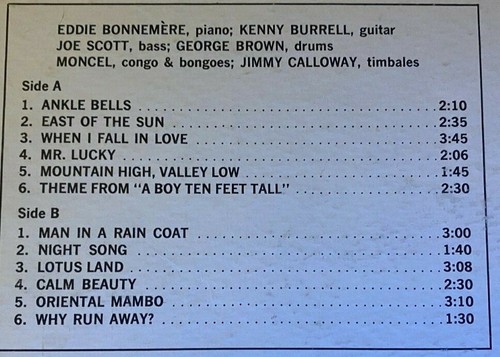 EDDIE BONNEMÈRE, piano; KENNY BURRELL, guitar
JOE SCOTT, bass; GEORGE BROWN, drums
MONCEL, congo & bongoes; JIMMY CALLOWAY, timbales
Side A
1. ANKLE BELLS 2:10
2. EAST OF THE SUN 2:35
3. WHEN I FALL IN LOVE 3:45
4. MR. LUCKY 2:06
5. MOUNTAIN HIGH, VALLEY LOW 1:45
6. THEME FROM "A BOY TEN FEET TALL" 2:30
Side B
1. MAN IN A RAIN COAT 3:00
2. NIGHT SONG 1:40
3. LOTUS LAND 3:08
4. CALM BEAUTY 2:30
5. ORIENTAL MAMBO 3:10
6. WHY RUN AWAY? 1:30